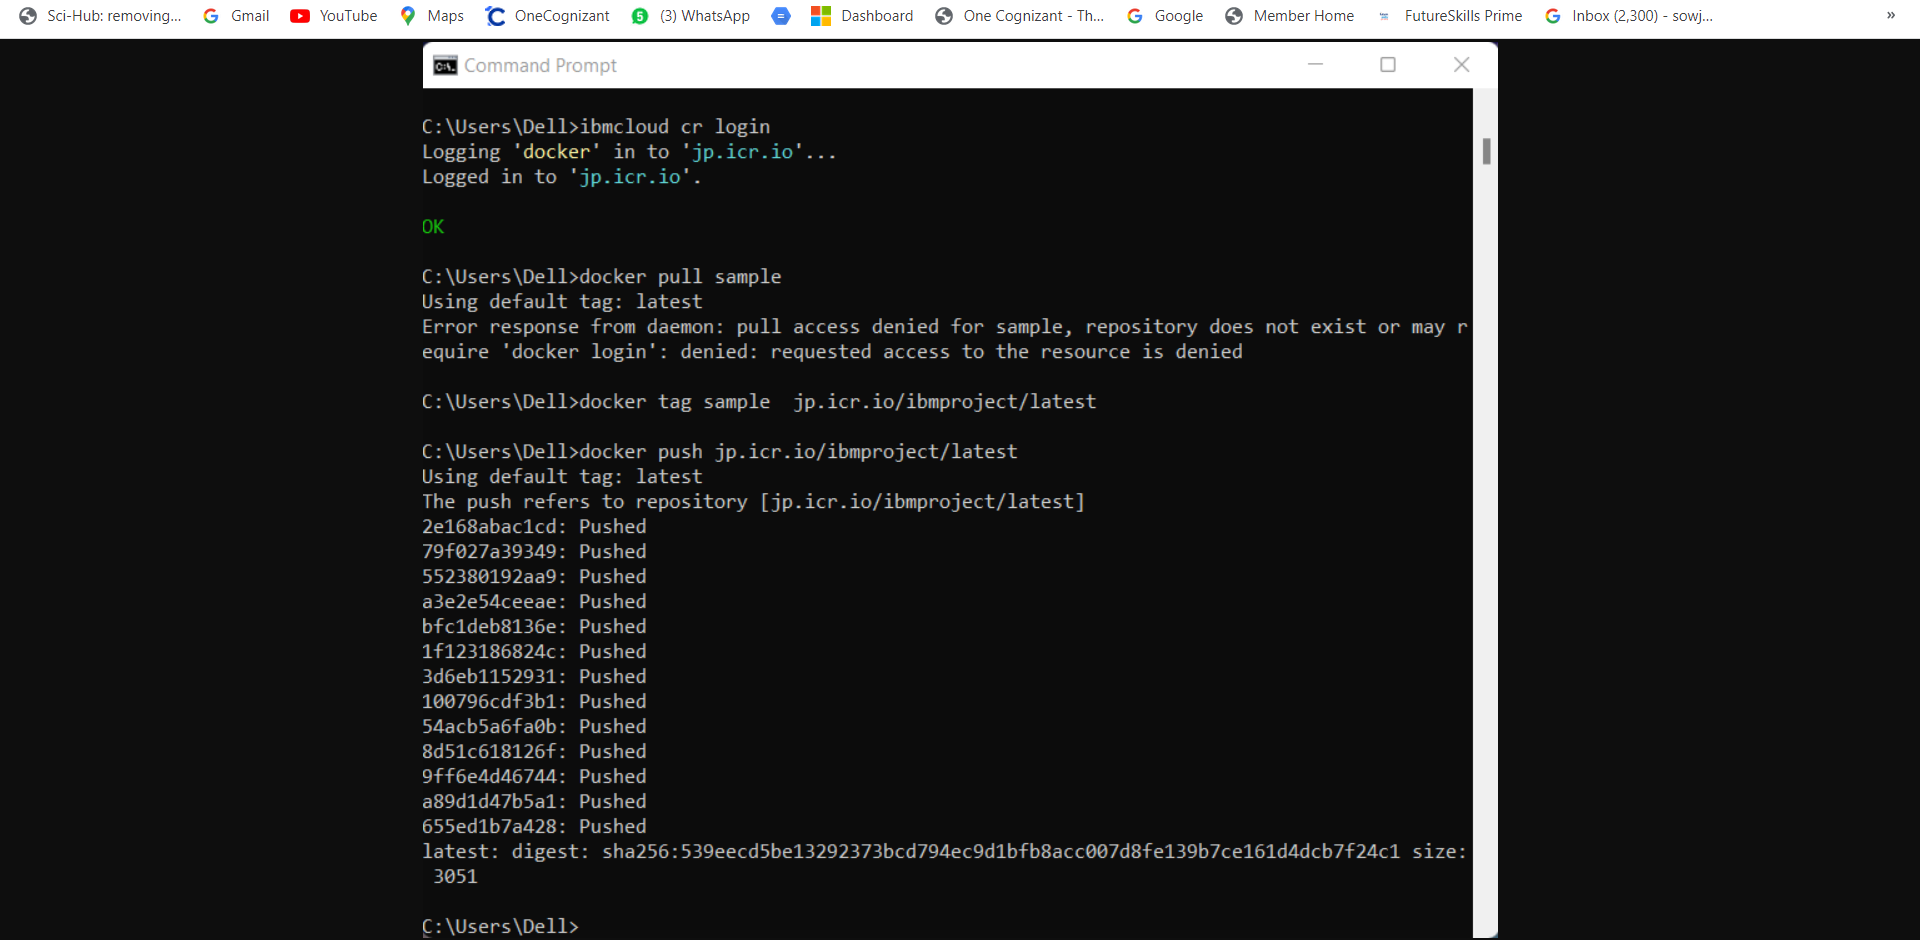 Sci-Hub: removing... Gmail YouTube Maps OneCognizant (3) WhatsApp Dashboard One Cognizant - Th... Google Member Home FutureSkills Prime Inbox (2,300) - sowj... »
Command Prompt
C:\Users\Dell>ibmcloud cr login
Logging 'docker' in to 'jp.icr.io'...
Logged in to 'jp.icr.io'.
OK
C:\Users\Dell>docker pull sample
Using default tag: latest
Error response from daemon: pull access denied for sample, repository does not exist or may r
equire 'docker login': denied: requested access to the resource is denied
C:\Users\Dell>docker tag sample  jp.icr.io/ibmproject/latest
C:\Users\Dell>docker push jp.icr.io/ibmproject/latest
Using default tag: latest
The push refers to repository [jp.icr.io/ibmproject/latest]
2e168abac1cd: Pushed
79f027a39349: Pushed
552380192aa9: Pushed
a3e2e54ceeae: Pushed
bfc1deb8136e: Pushed
1f123186824c: Pushed
3d6eb1152931: Pushed
100796cdf3b1: Pushed
54acb5a6fa0b: Pushed
8d51c618126f: Pushed
9ff6e4d46744: Pushed
a89d1d47b5a1: Pushed
655ed1b7a428: Pushed
latest: digest: sha256:539eecd5be13292373bcd794ec9d1bfb8acc007d8fe139b7ce161d4dcb7f24c1 size:
3051
C:\Users\Dell>